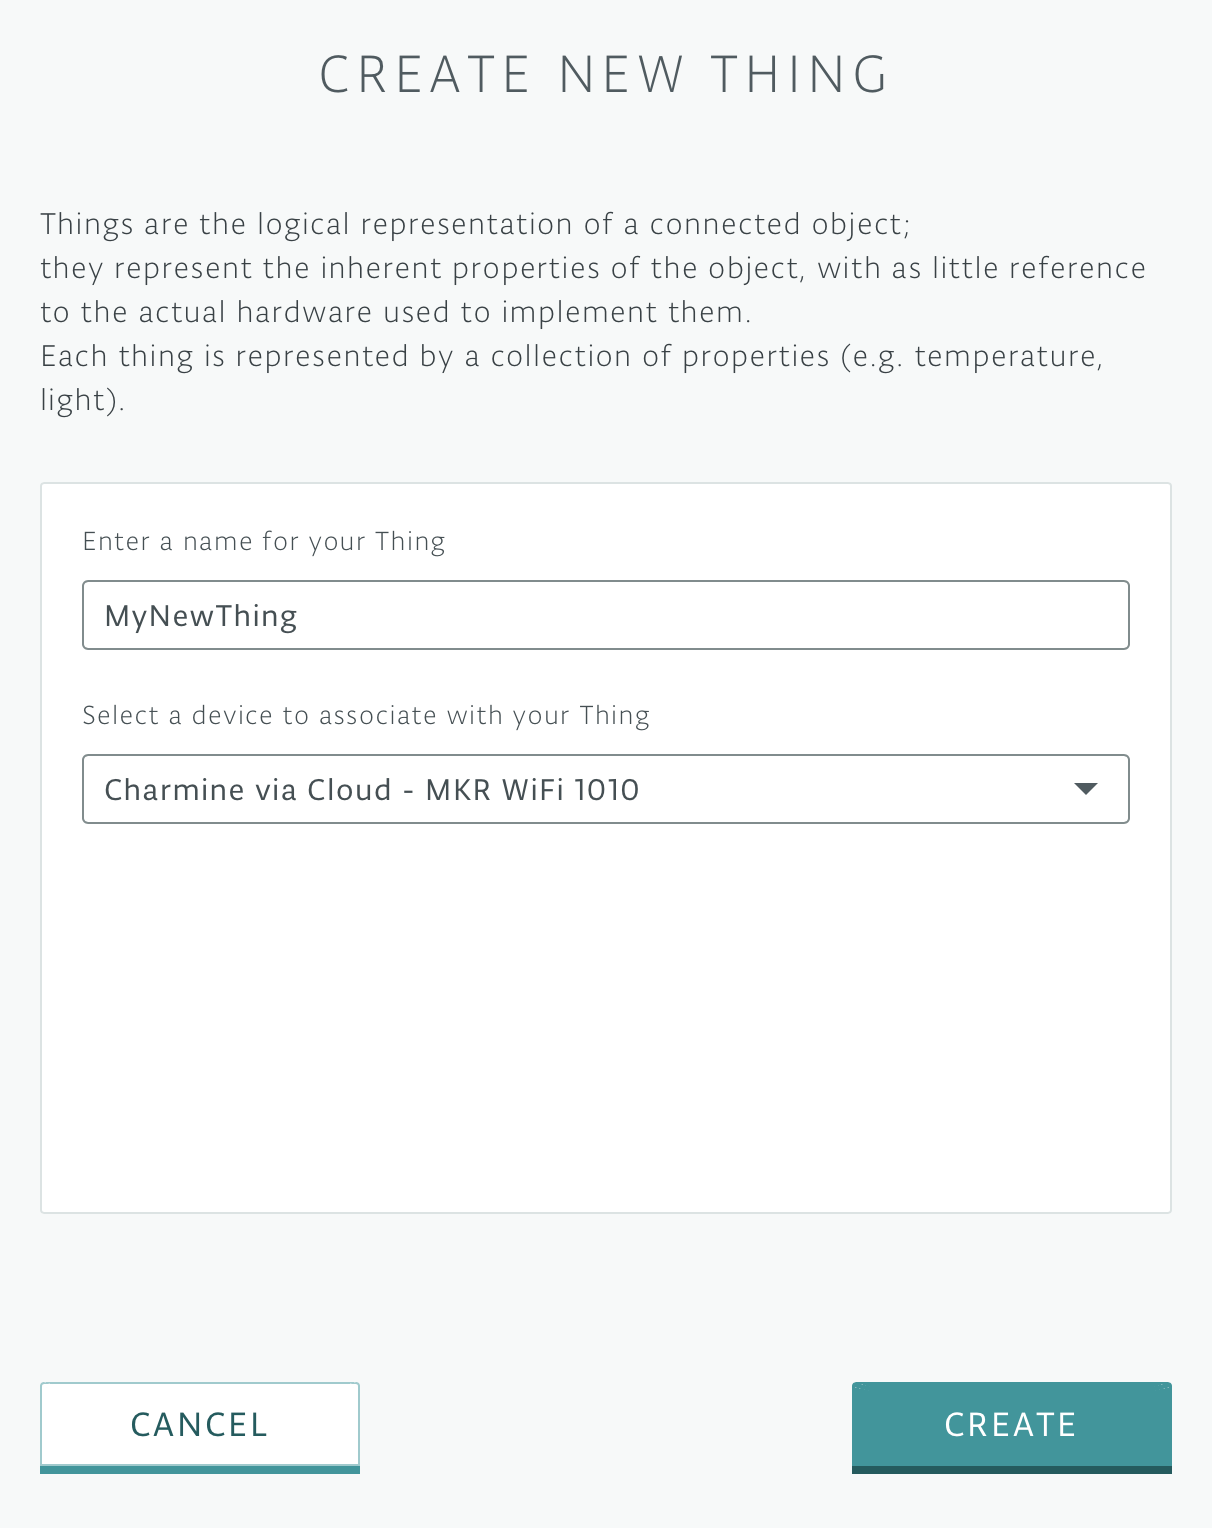 CREATE NEW THING
Things are the logical representation of a connected object;
they represent the inherent properties of the object, with as little reference
to the actual hardware used to implement them.
Each thing is represented by a collection of properties (e.g. temperature,
light).
Enter a name for your Thing
MyNewThing
Select a device to associate with your Thing
Charmine via Cloud - MKR WiFi 1010
CANCEL
CREATE